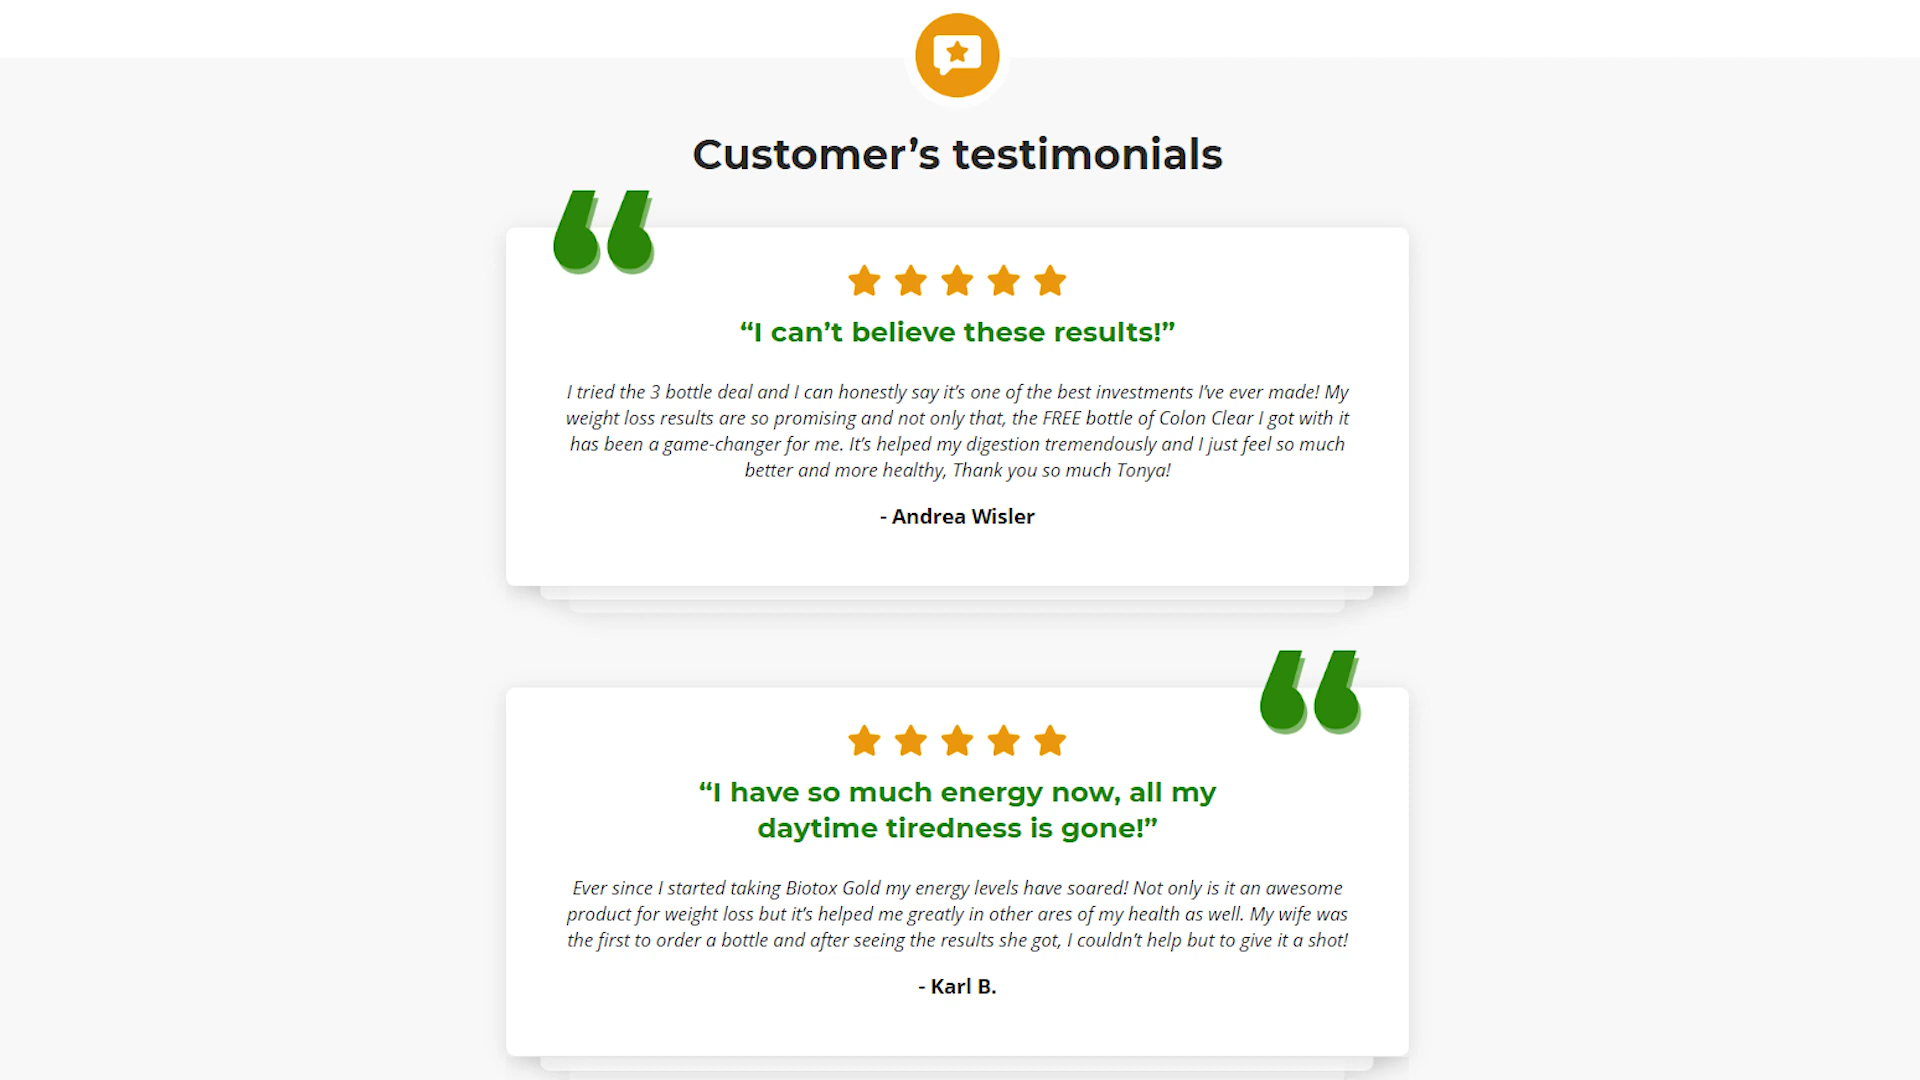 Customer’s testimonials
“I can’t believe these results!”
I tried the 3 bottle deal and I can honestly say it’s one of the best investments I’ve ever made! My
weight loss results are so promising and not only that, the FREE bottle of Colon Clear I got with it
has been a game-changer for me. It’s helped my digestion tremendously and I just feel so much
better and more healthy, Thank you so much Tonya!
- Andrea Wisler
“I have so much energy now, all my
daytime tiredness is gone!”
Ever since I started taking Biotox Gold my energy levels have soared! Not only is it an awesome
product for weight loss but it’s helped me greatly in other ares of my health as well. My wife was
the first to order a bottle and after seeing the results she got, I couldn’t help but to give it a shot!
- Karl B.